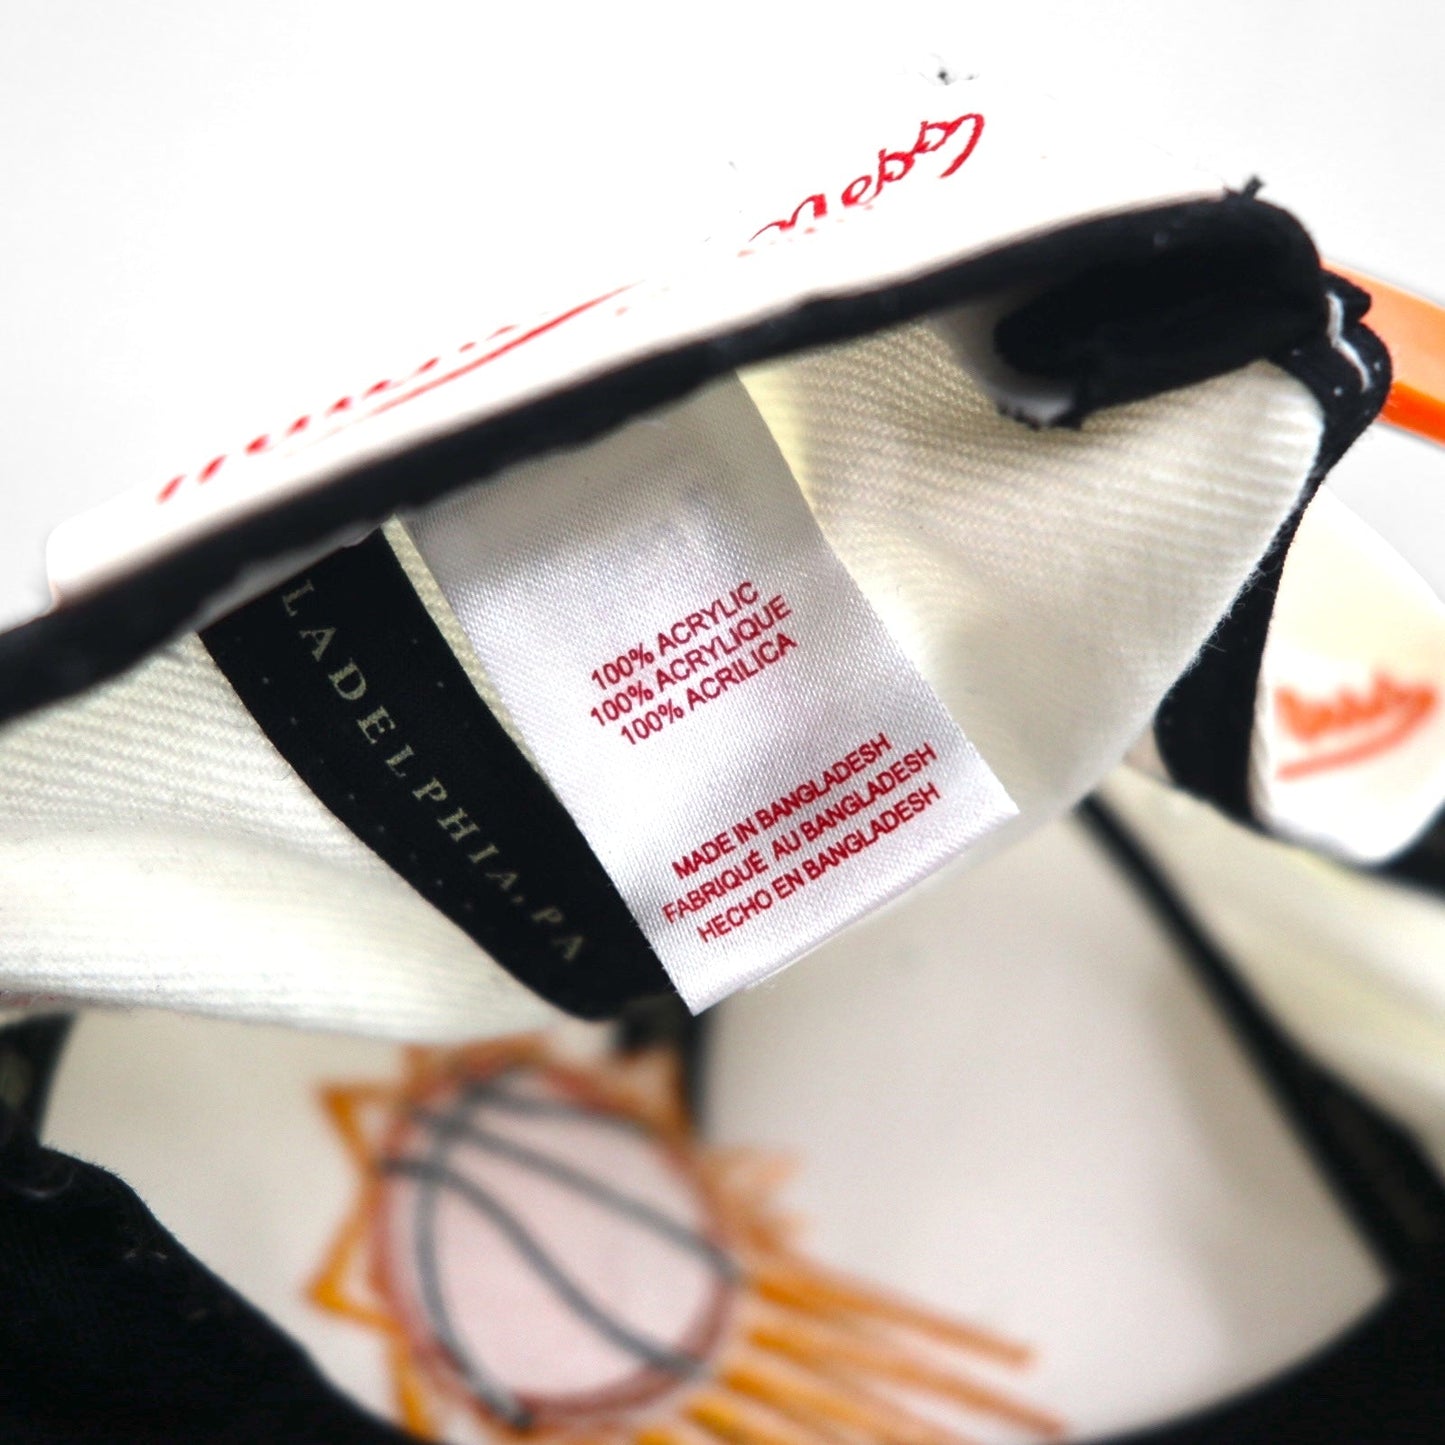 100% ACRYLIC
100% ACRYLIQUE
100% ACRILICA
MADE IN BANGLADESH
FABRIQUÉ AU BANGLADESH
HECHO EN BANGLADESH
LADELPHIA, PA